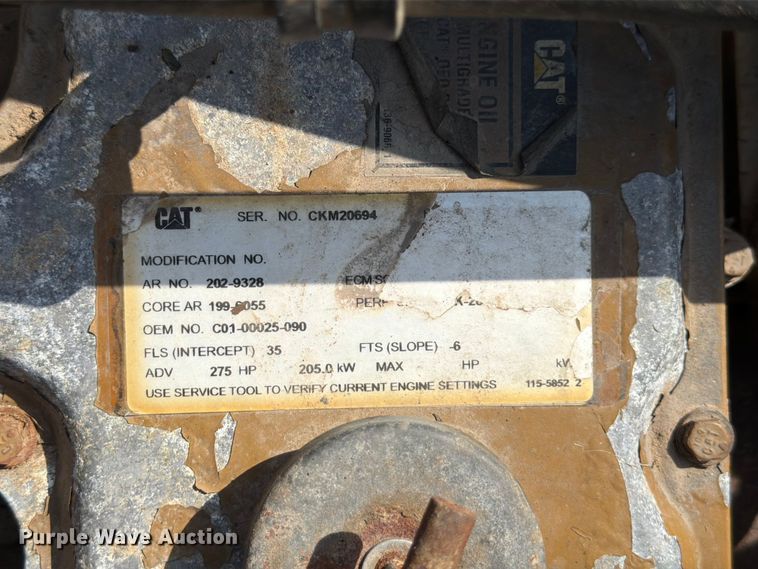 ENGINE OIL
MULTIGRADE
CAT DEO
CAT®
CAT® SER. NO. CKM20694
MODIFICATION NO.
AR NO. 202-9328 ECM
CORE AR
OEM NO. C01-00025-090
FLS (INTERCEPT) 35 FTS (SLOPE) -6
ADV 275 HP 205.0 kW MAX HP kW
USE SERVICE TOOL TO VERIFY CURRENT ENGINE SETTINGS 115-5852 2
Purple Wave Auction